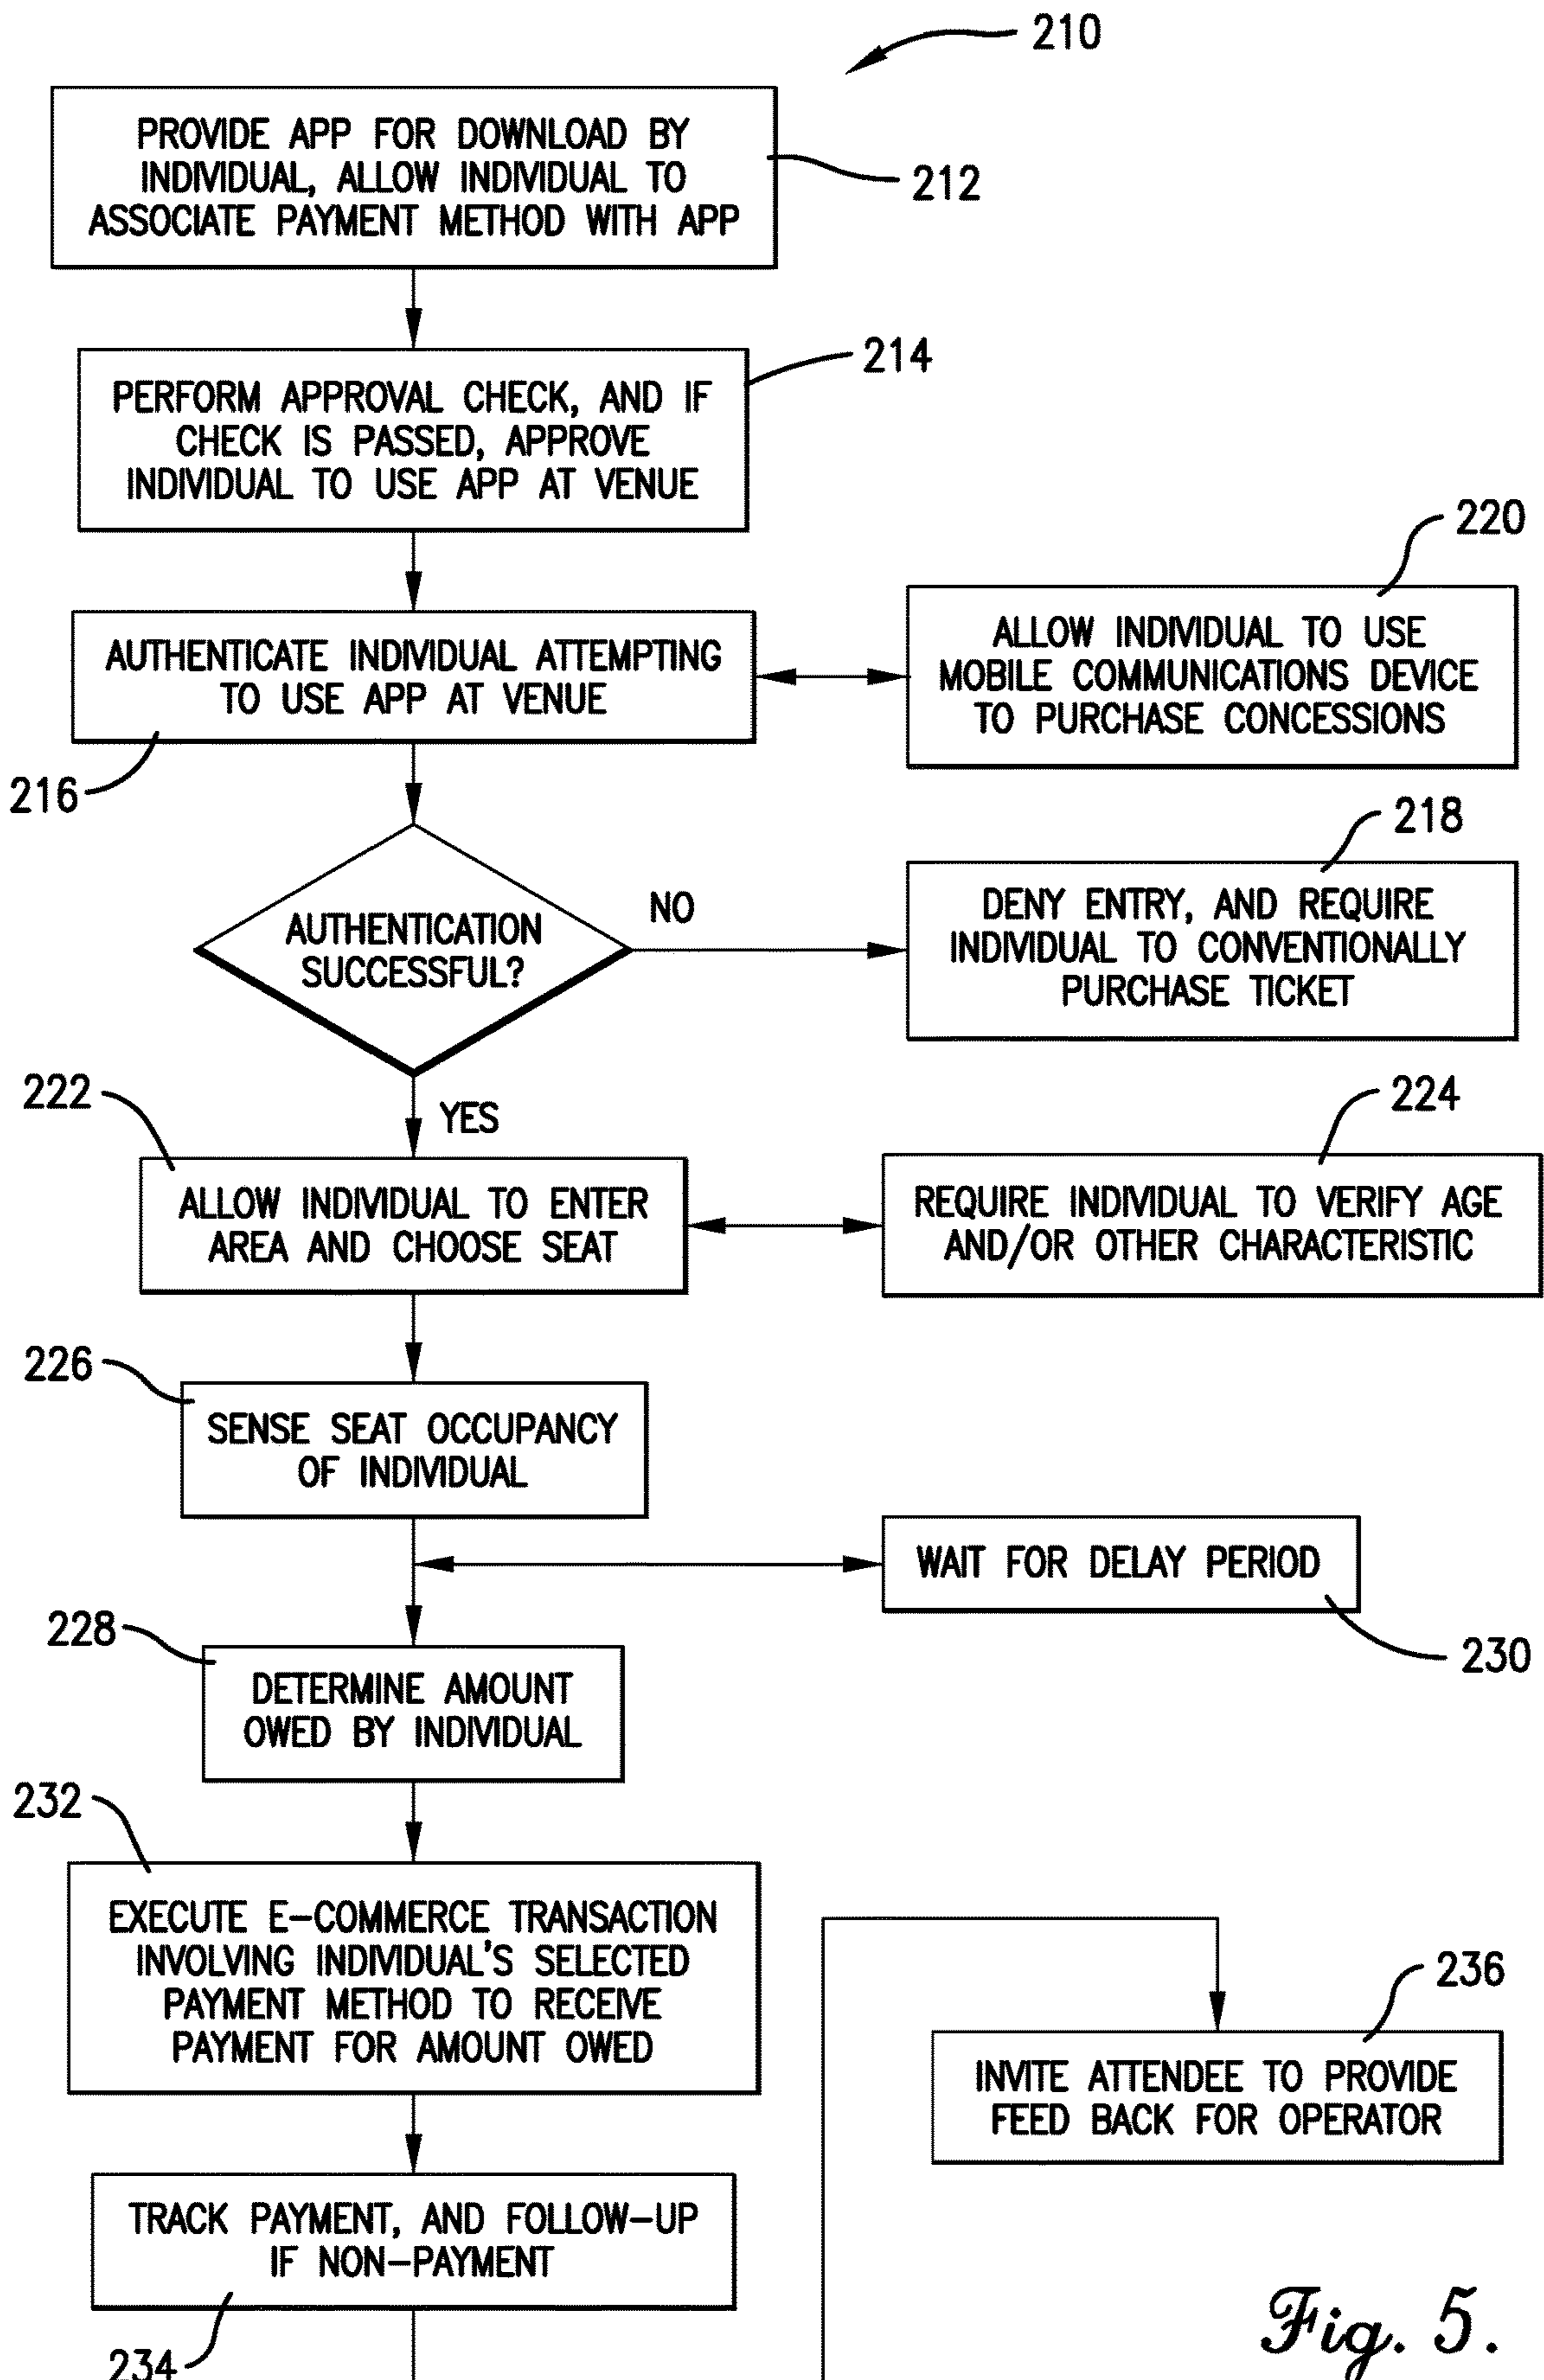 210
PROVIDE APP FOR DOWNLOAD BY
INDIVIDUAL, ALLOW INDIVIDUAL TO
ASSOCIATE PAYMENT METHOD WITH APP
212
214
PERFORM APPROVAL CHECK, AND IF
CHECK IS PASSED, APPROVE
INDIVIDUAL TO USE APP AT VENUE
220
AUTHENTICATE INDIVIDUAL ATTEMPTING
TO USE APP AT VENUE
216
ALLOW INDIVIDUAL TO USE
MOBILE COMMUNICATIONS DEVICE
TO PURCHASE CONCESSIONS
218
AUTHENTICATION
SUCCESSFUL?
NO
DENY ENTRY, AND REQUIRE
INDIVIDUAL TO CONVENTIONALLY
PURCHASE TICKET
222
YES
224
ALLOW INDIVIDUAL TO ENTER
AREA AND CHOOSE SEAT
REQUIRE INDIVIDUAL TO VERIFY AGE
AND/OR OTHER CHARACTERISTIC
226
SENSE SEAT OCCUPANCY
OF INDIVIDUAL
WAIT FOR DELAY PERIOD
230
228
DETERMINE AMOUNT
OWED BY INDIVIDUAL
232
EXECUTE E-COMMERCE TRANSACTION
INVOLVING INDIVIDUAL'S SELECTED
PAYMENT METHOD TO RECEIVE
PAYMENT FOR AMOUNT OWED
236
INVITE ATTENDEE TO PROVIDE
FEED BACK FOR OPERATOR
TRACK PAYMENT, AND FOLLOW-UP
IF NON-PAYMENT
234
Fig. 5.